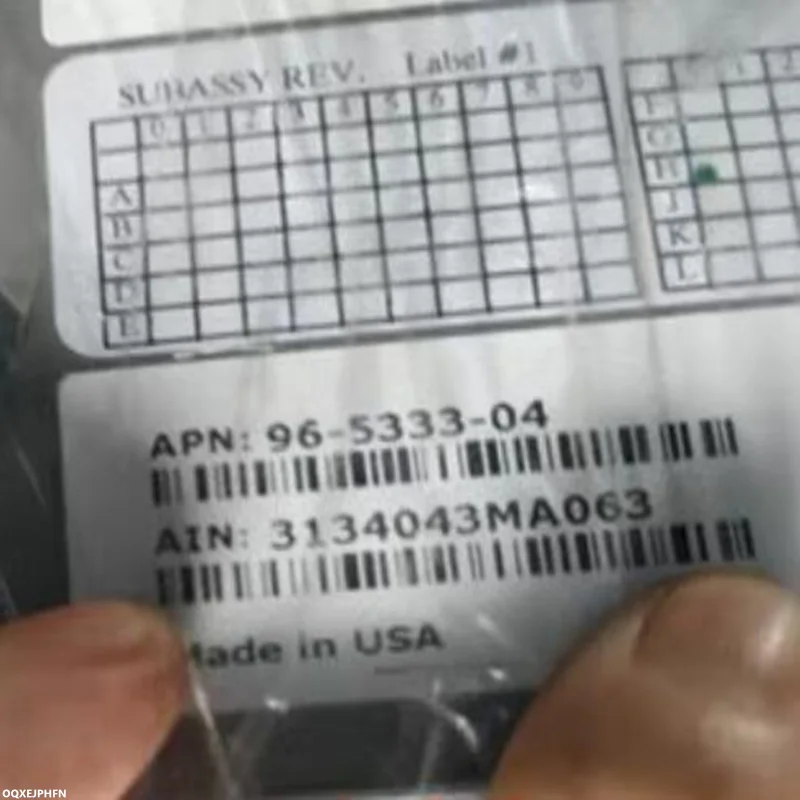 SUBASSY REV. Label #1
0 1 2 3 4 5 6 7 8 9
A
B
C
D
E
0 1 2
F
G
H
J
K
L
APN: 96-5333-04
AIN: 3134043MA063
Made in USA
OQXEJPHFN